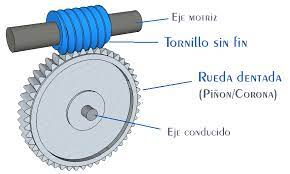 Eje motriz
Tornillo sin fin
Rueda dentada
(Piñon/Corona)
Eje conducido